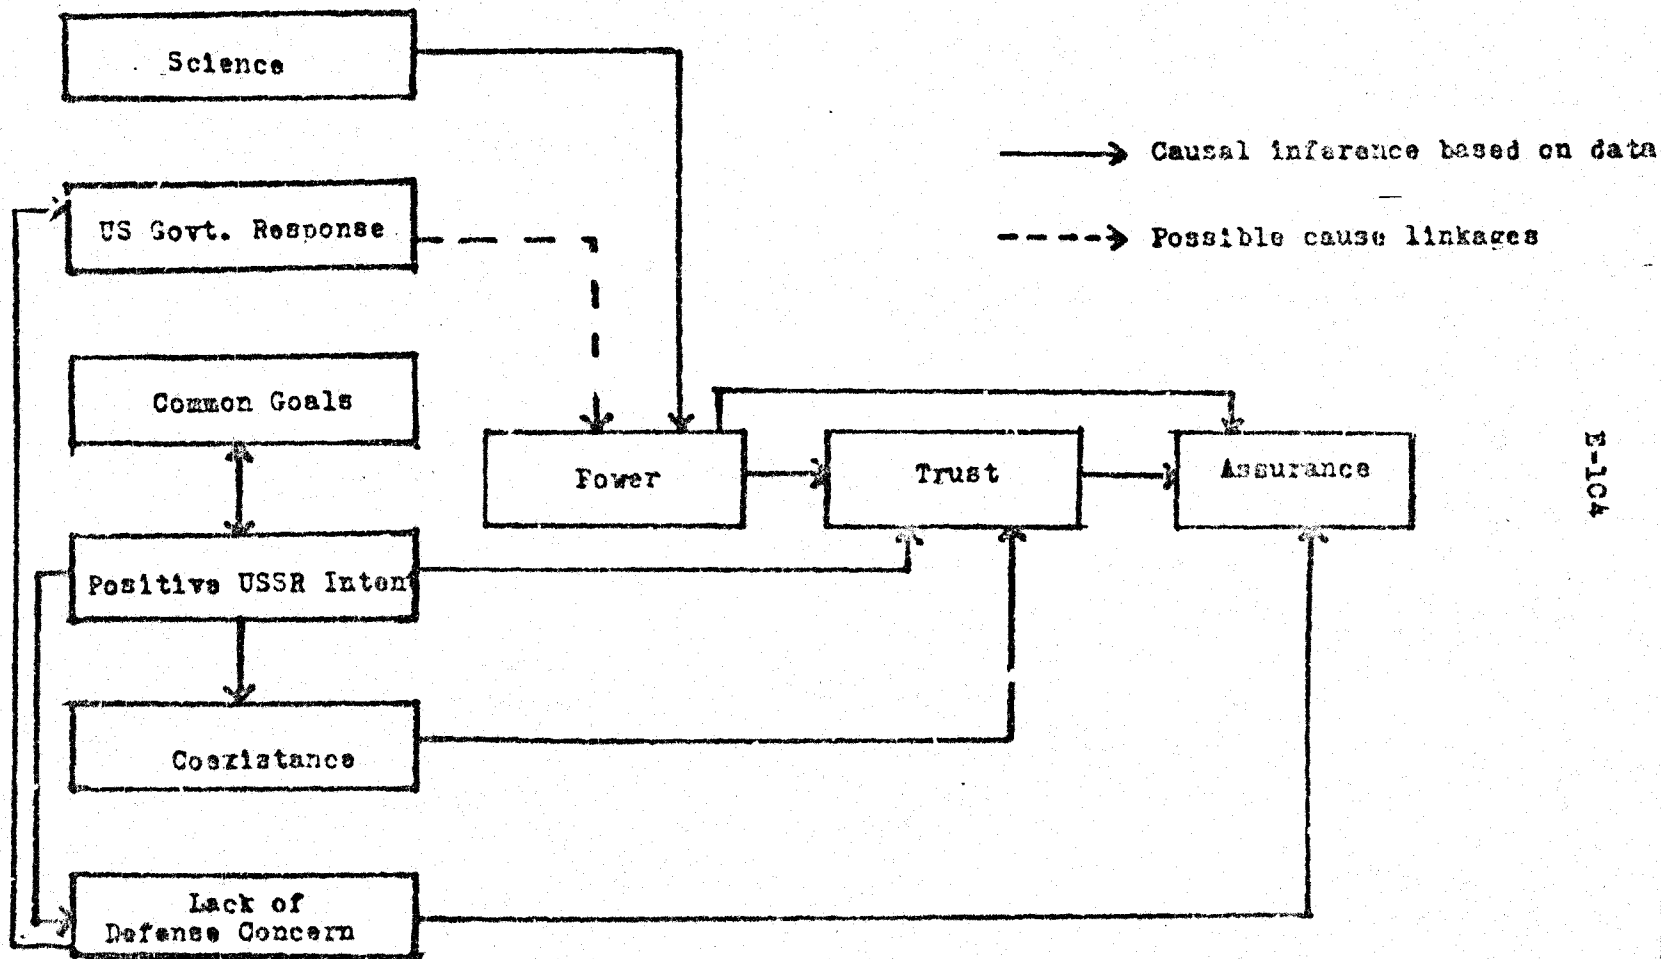 Science
Causal inference based on data
US Govt. Response
Possible cause linkages
Common Goals
Power
Trust
Assurance
E-104
Positive USSR Intent
Coexistance
Lack of
Defense Concern